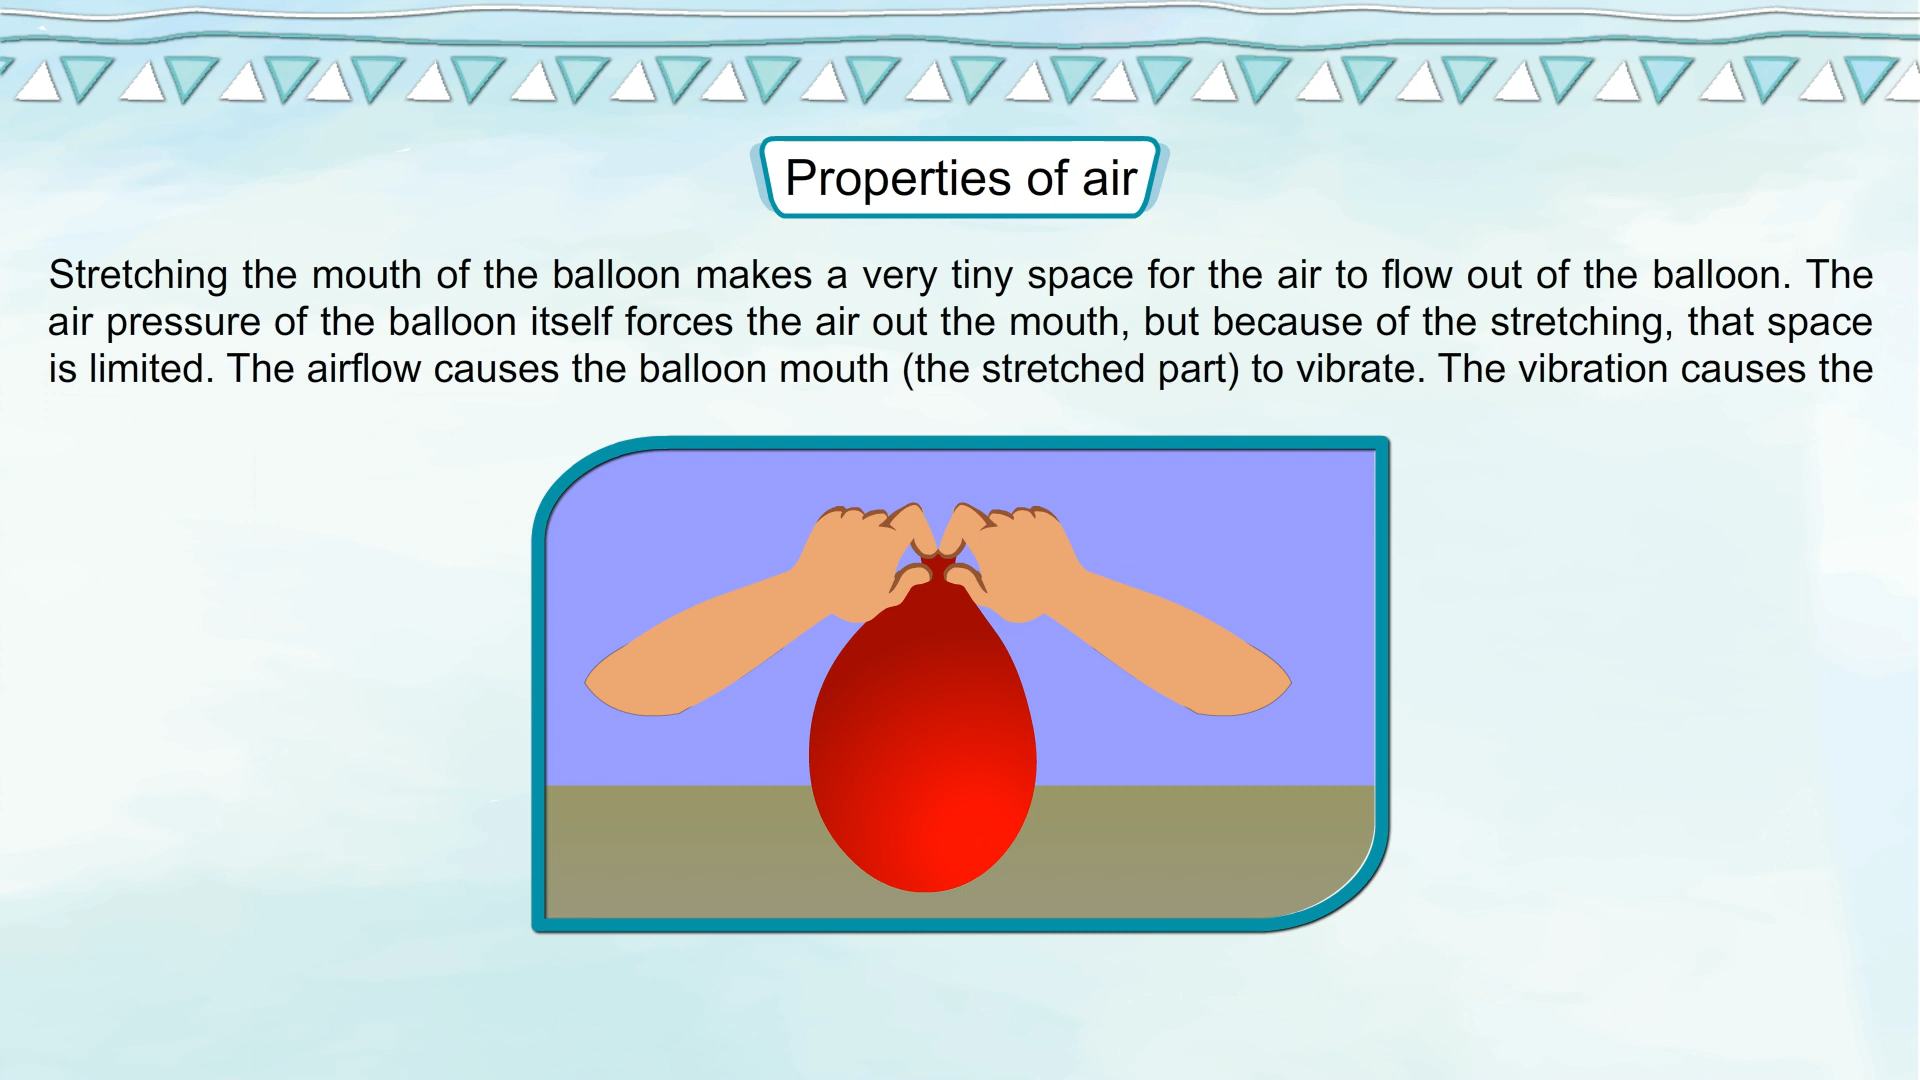 Properties of air
Stretching the mouth of the balloon makes a very tiny space for the air to flow out of the balloon. The
air pressure of the balloon itself forces the air out the mouth, but because of the stretching, that space
is limited. The airflow causes the balloon mouth (the stretched part) to vibrate. The vibration causes the